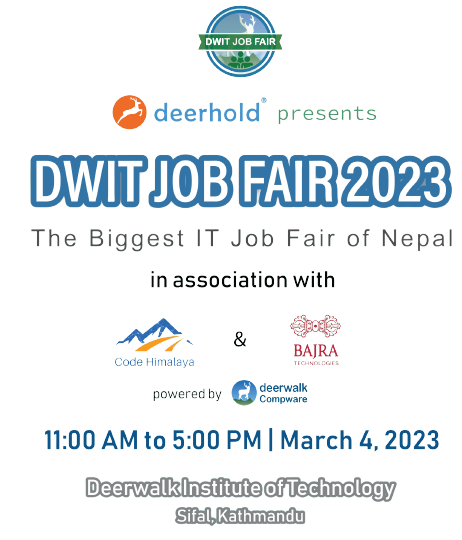 DWIT JOB FAIR
deerhold® presents
DWIT JOB FAIR 2023
The Biggest IT Job Fair of Nepal
in association with
Code Himalaya
&
BAJRA
TECHNOLOGIES
powered by deerwalk
Compware
11:00 AM to 5:00 PM | March 4, 2023
Deerwalk Institute of Technology
Sifal, Kathmandu